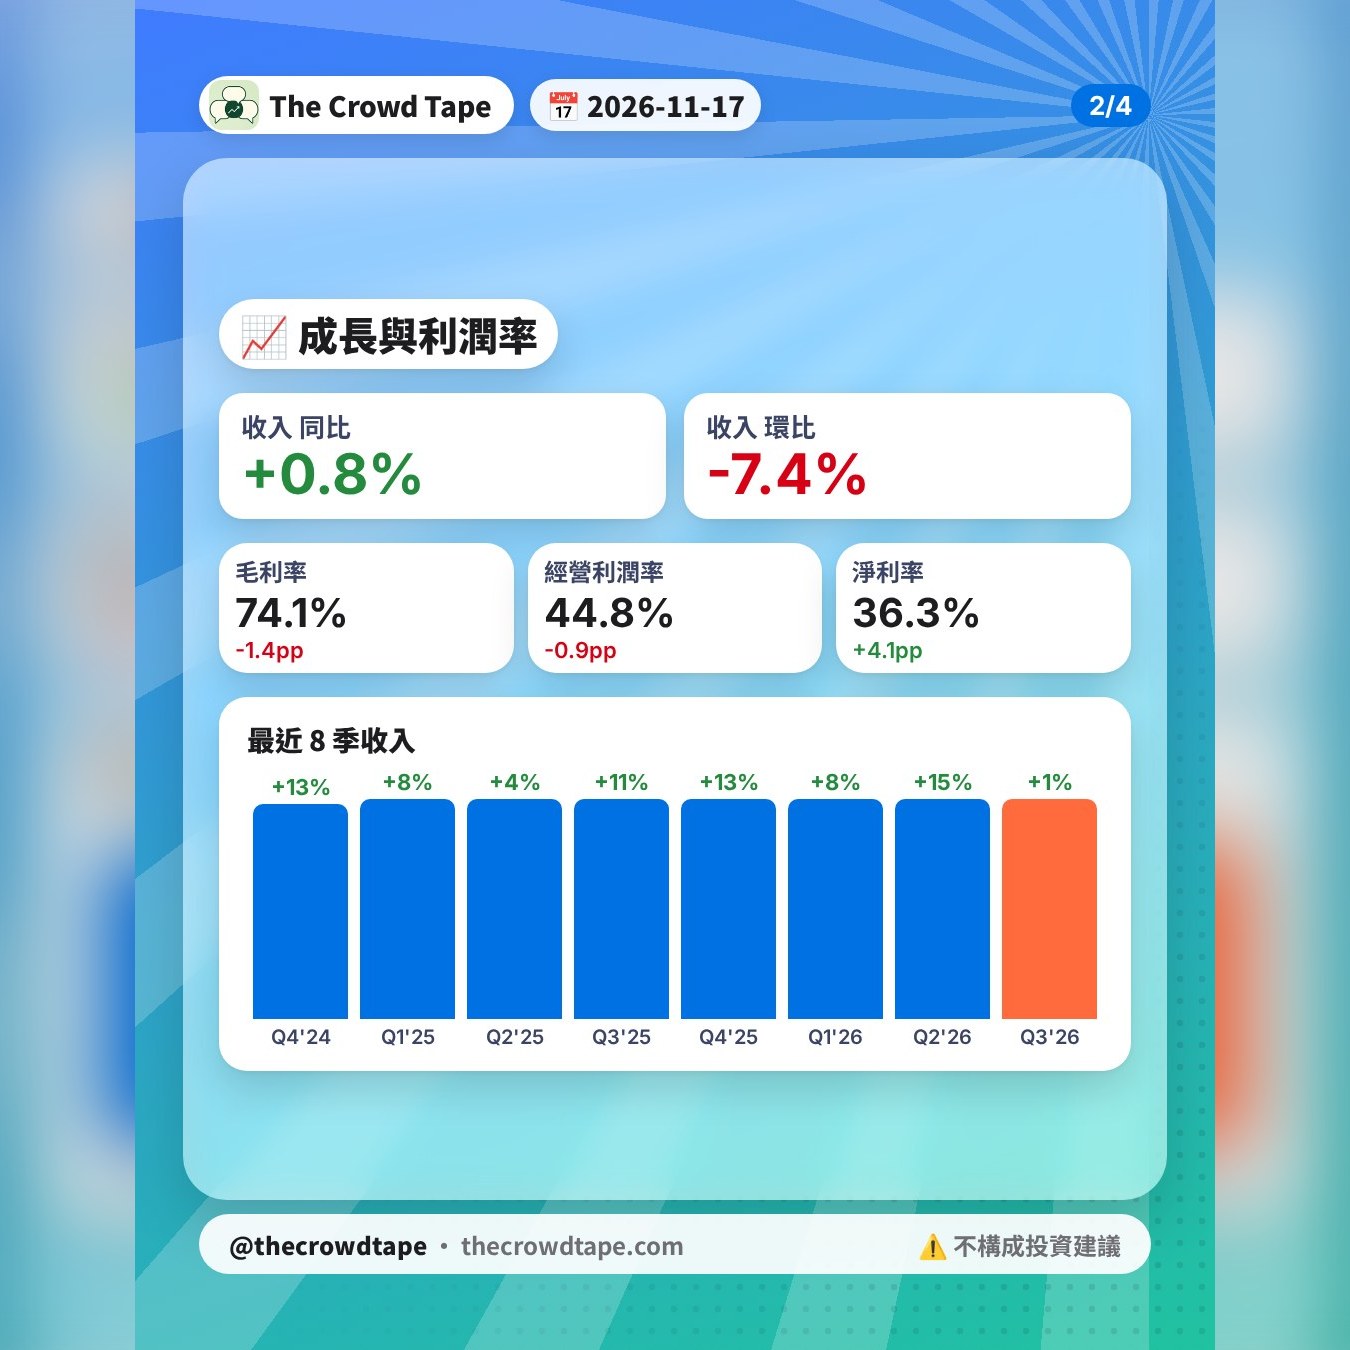 The Crowd Tape
July 17 2026-11-17
2/4
成長與利潤率
收入 同比
+0.8%
收入 環比
-7.4%
毛利率
74.1%
-1.4pp
經營利潤率
44.8%
-0.9pp
淨利率
36.3%
+4.1pp
最近 8 季收入
+13% +8% +4% +11% +13% +8% +15% +1%
Q4'24 Q1'25 Q2'25 Q3'25 Q4'25 Q1'26 Q2'26 Q3'26
@thecrowdtape • thecrowdtape.com
不構成投資建議